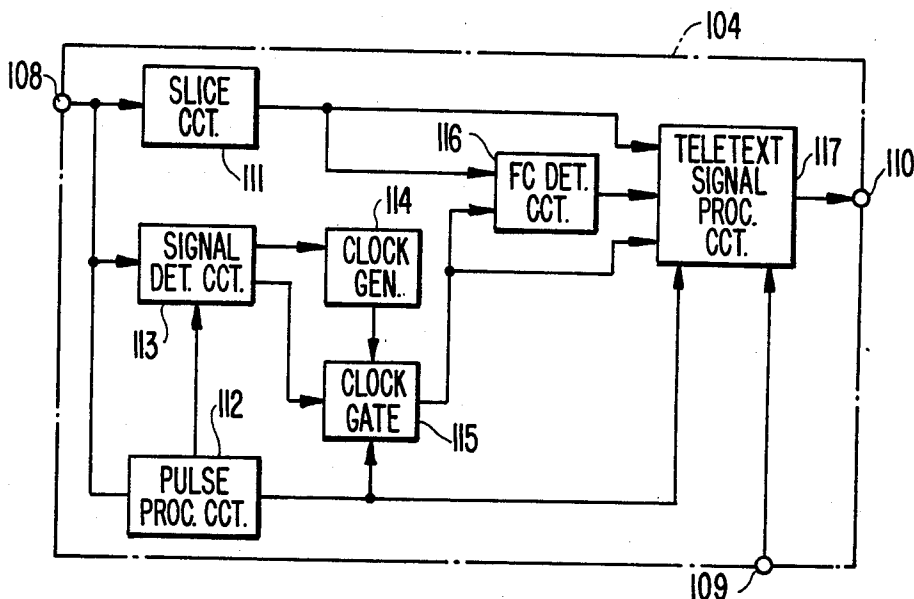 104
108
SLICE
CCT.
111
116
FC DET.
CCT.
TELETEXT
SIGNAL
PROC.
CCT.
117
110
SIGNAL
DET. CCT.
113
114
CLOCK
GEN.
CLOCK
GATE
115
112
PULSE
PROC. CCT.
109